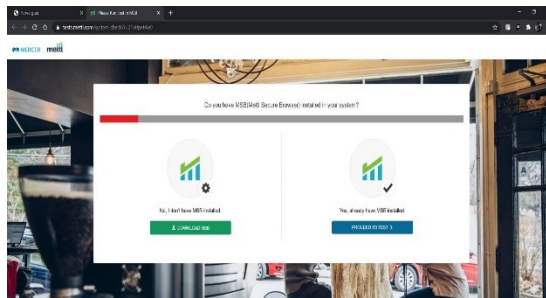 MERCER mettl
Do you have MSB(Mettl Secure Browser) installed in your system?
No, I don't have MSB installed.
DOWNLOAD MSB
Yes, already have MSB installed.
PROCEED TO TEST